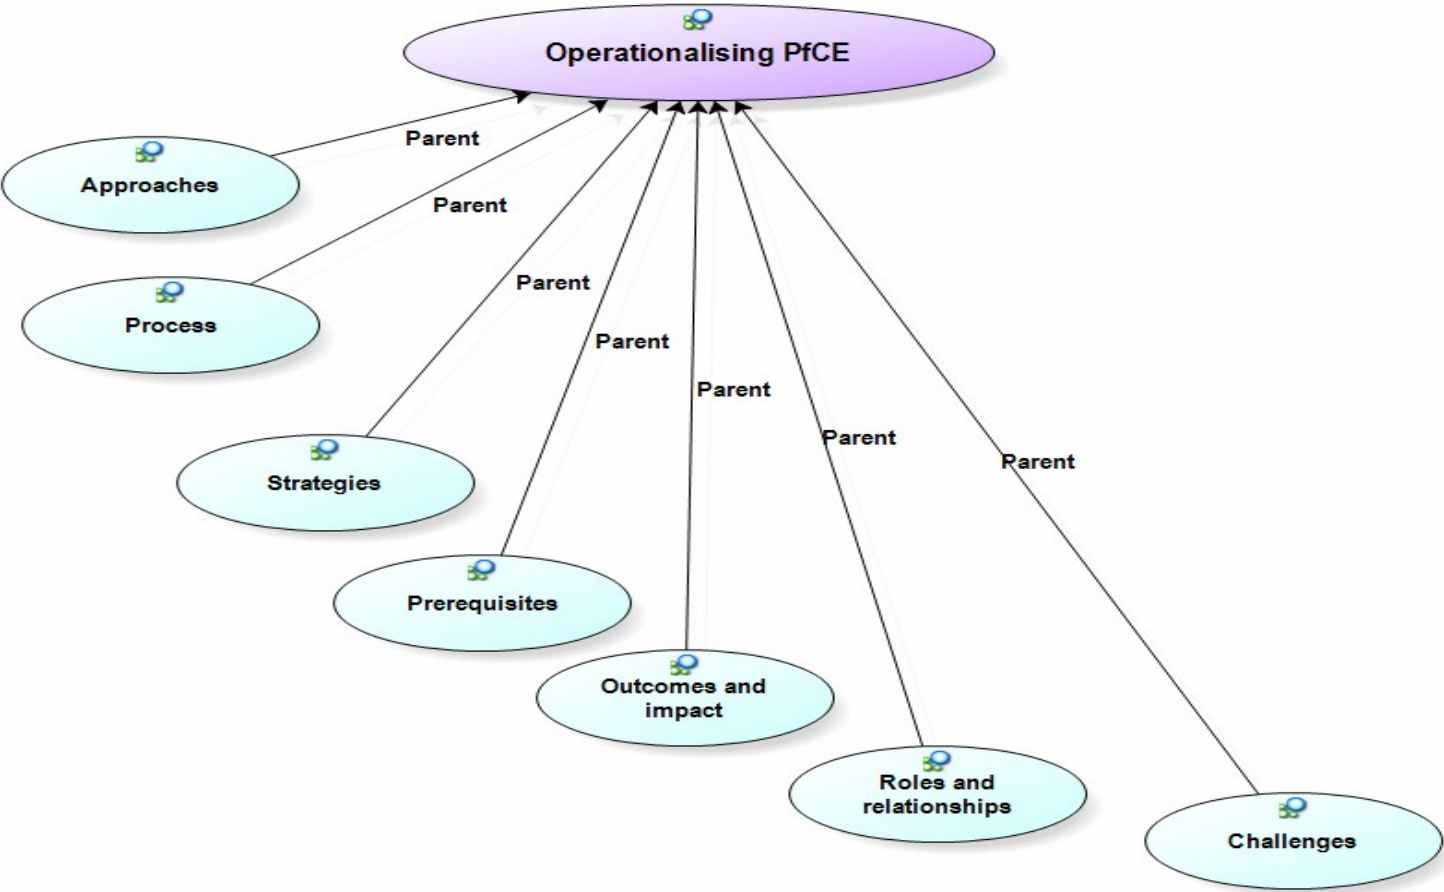 Operationalising PfCE
Parent
Approaches
Parent
Process
Parent
Strategies
Parent
Prerequisites
Parent
Outcomes and
impact
Parent
Roles and
relationships
Parent
Challenges